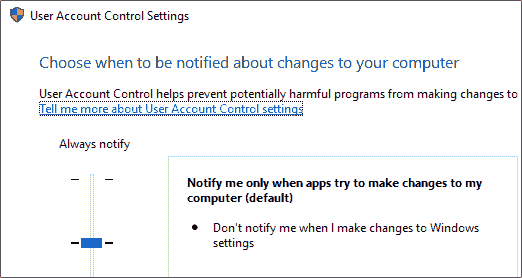 User Account Control Settings
Choose when to be notified about changes to your computer
User Account Control helps prevent potentially harmful programs from making changes to
Tell me more about User Account Control settings
Always notify
Notify me only when apps try to make changes to my
computer (default)
• Don't notify me when I make changes to Windows
settings